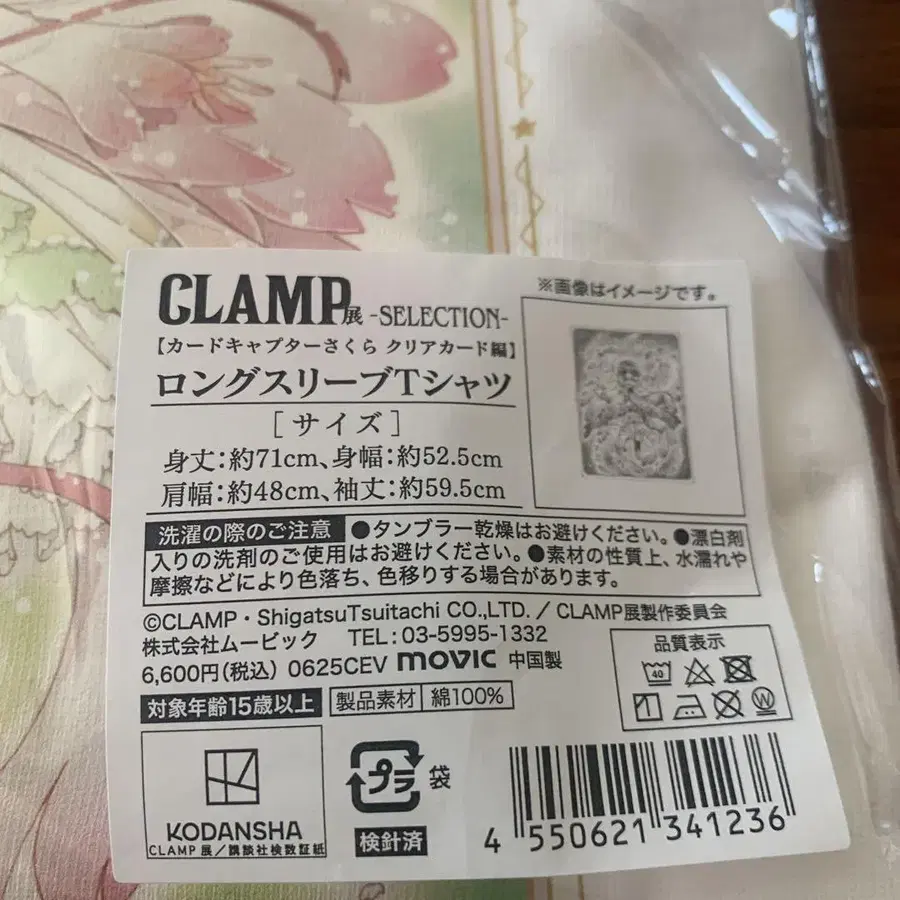 CLAMP展 -SELECTION-
【カードキャプターさくら クリアカード編】
ロングスリーブTシャツ
［サイズ］
身丈：約71cm、身幅：約52.5cm
肩幅：約48cm、袖丈：約59.5cm
※画像はイメージです。
洗濯の際のご注意 ●タンブラー乾燥はお避けください。●漂白剤
入りの洗剤のご使用はお避けください。●素材の性質上、水濡れや
摩擦などにより色落ち、色移りする場合があります。
©CLAMP・ShigatsuTsuitachi CO.,LTD. / CLAMP展製作委員会
株式会社ムービック TEL：03-5995-1332
6,600円(税込) 0625CEV movic 中国製
対象年齢15歳以上 製品素材 綿100%
品質表示
40
W
KODANSHA
CLAMP展／講談社検数証紙
プラ 袋
検針済
4 550621 341236